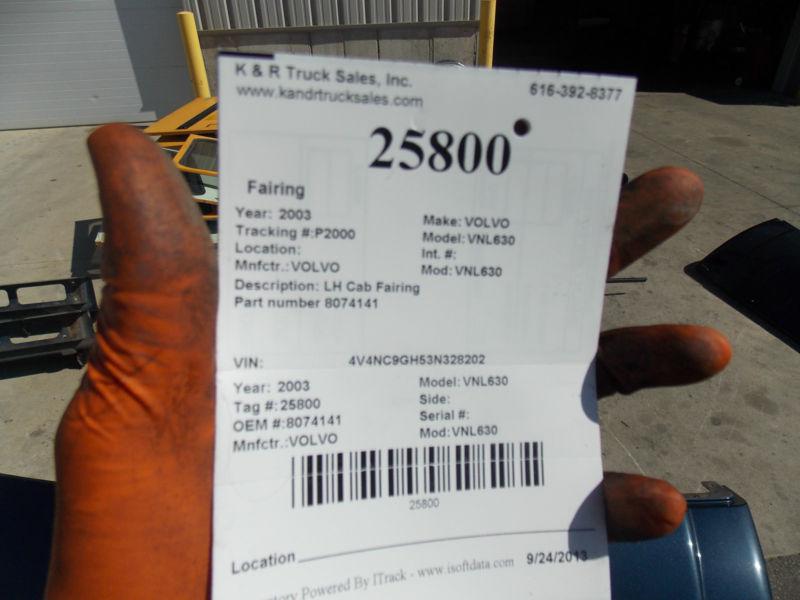 K & R Truck Sales, Inc. 616-392-8377
www.kandrtrucksales.com
25800
Fairing
Year: 2003 Make: VOLVO
Tracking #:P2000 Model: VNL630
Location: Int. #:
Mnfctr.: VOLVO Mod: VNL630
Description: LH Cab Fairing
Part number 8074141
VIN: 4V4NC9GH53N328202
Year: 2003 Model: VNL630
Tag #: 25800 Side:
OEM #:8074141 Serial #:
Mnfctr.:VOLVO Mod: VNL630
25800
Location 9/24/2013
Powered By ITrack - www.isoftdata.com